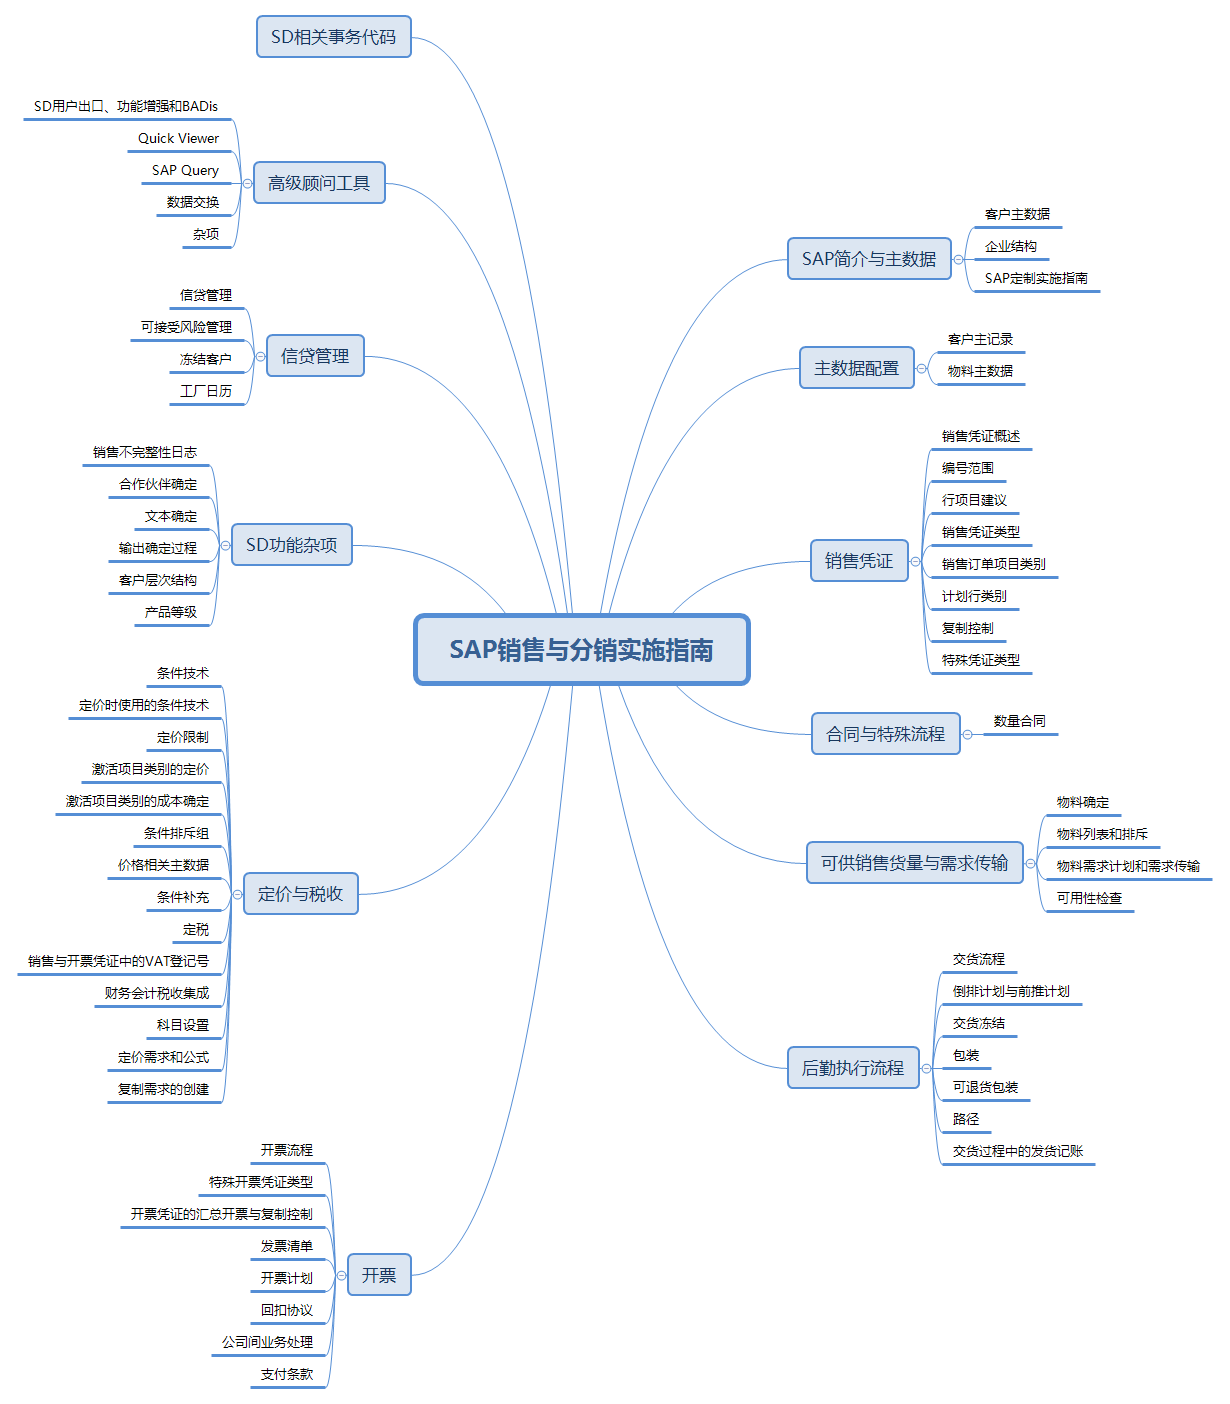 SAP销售与分销实施指南
SAP简介与主数据
客户主数据
企业结构
SAP定制实施指南
主数据配置
客户主记录
物料主数据
销售凭证
销售凭证概述
编号范围
行项目建议
销售凭证类型
销售订单项目类别
计划行类别
复制控制
特殊凭证类型
合同与特殊流程
数量合同
可供销售货量与需求传输
物料确定
物料列表和排斥
物料需求计划和需求传输
可用性检查
后勤执行流程
交货流程
倒排计划与前推计划
交货冻结
包装
可退货包装
路径
交货过程中的发货记账
开票
开票流程
特殊开票凭证类型
开票凭证的汇总开票与复制控制
发票清单
开票计划
回扣协议
公司间业务处理
支付条款
定价与税收
条件技术
定价时使用的条件技术
定价限制
激活项目类别的定价
激活项目类别的成本确定
条件排斥组
价格相关主数据
条件补充
定税
销售与开票凭证中的VAT登记号
财务会计税收集成
科目设置
定价需求和公式
复制需求的创建
SD功能杂项
销售不完整性日志
合作伙伴确定
文本确定
输出确定过程
客户层次结构
产品等级
信贷管理
信贷管理
可接受风险管理
冻结客户
工厂日历
高级顾问工具
SD用户出口、功能增强和BADis
Quick Viewer
SAP Query
数据交换
杂项
SD相关事务代码